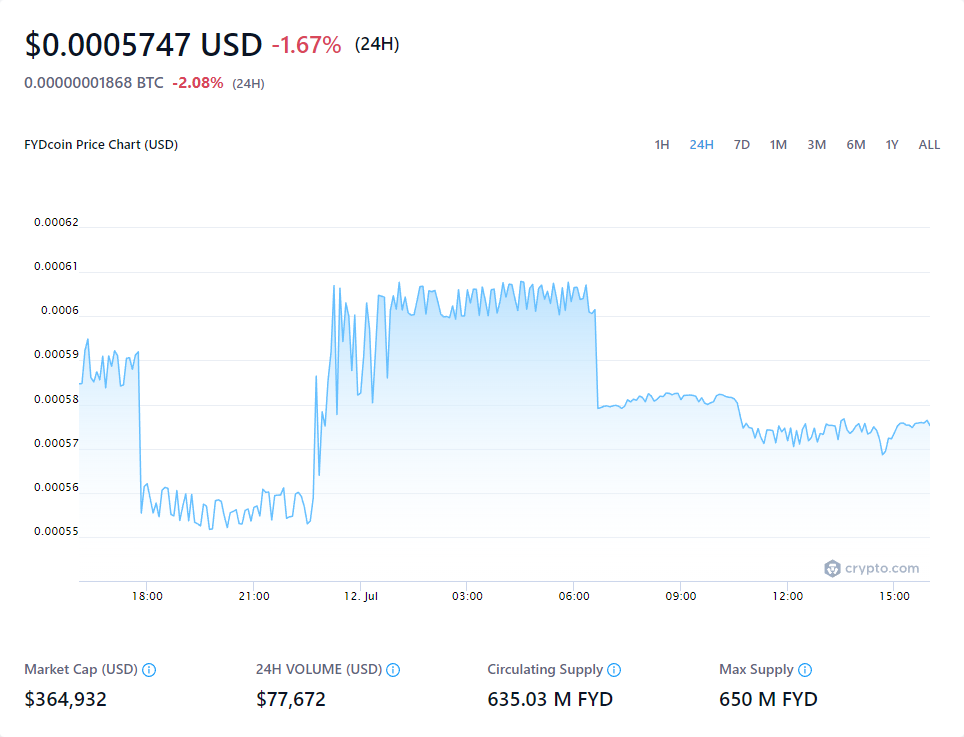 $0.0005747 USD -1.67% (24H)
0.00000001868 BTC -2.08% (24H)
FYDcoin Price Chart (USD) 1H 24H 7D 1M 3M 6M 1Y ALL
0.00062
0.00061
0.0006
0.00059
0.00058
0.00057
0.00056
0.00055
crypto.com
18:00 21:00 12. Jul 03:00 06:00 09:00 12:00 15:00
Market Cap (USD) 24H VOLUME (USD) Circulating Supply Max Supply
$364,932 $77,672 635.03 M FYD 650 M FYD